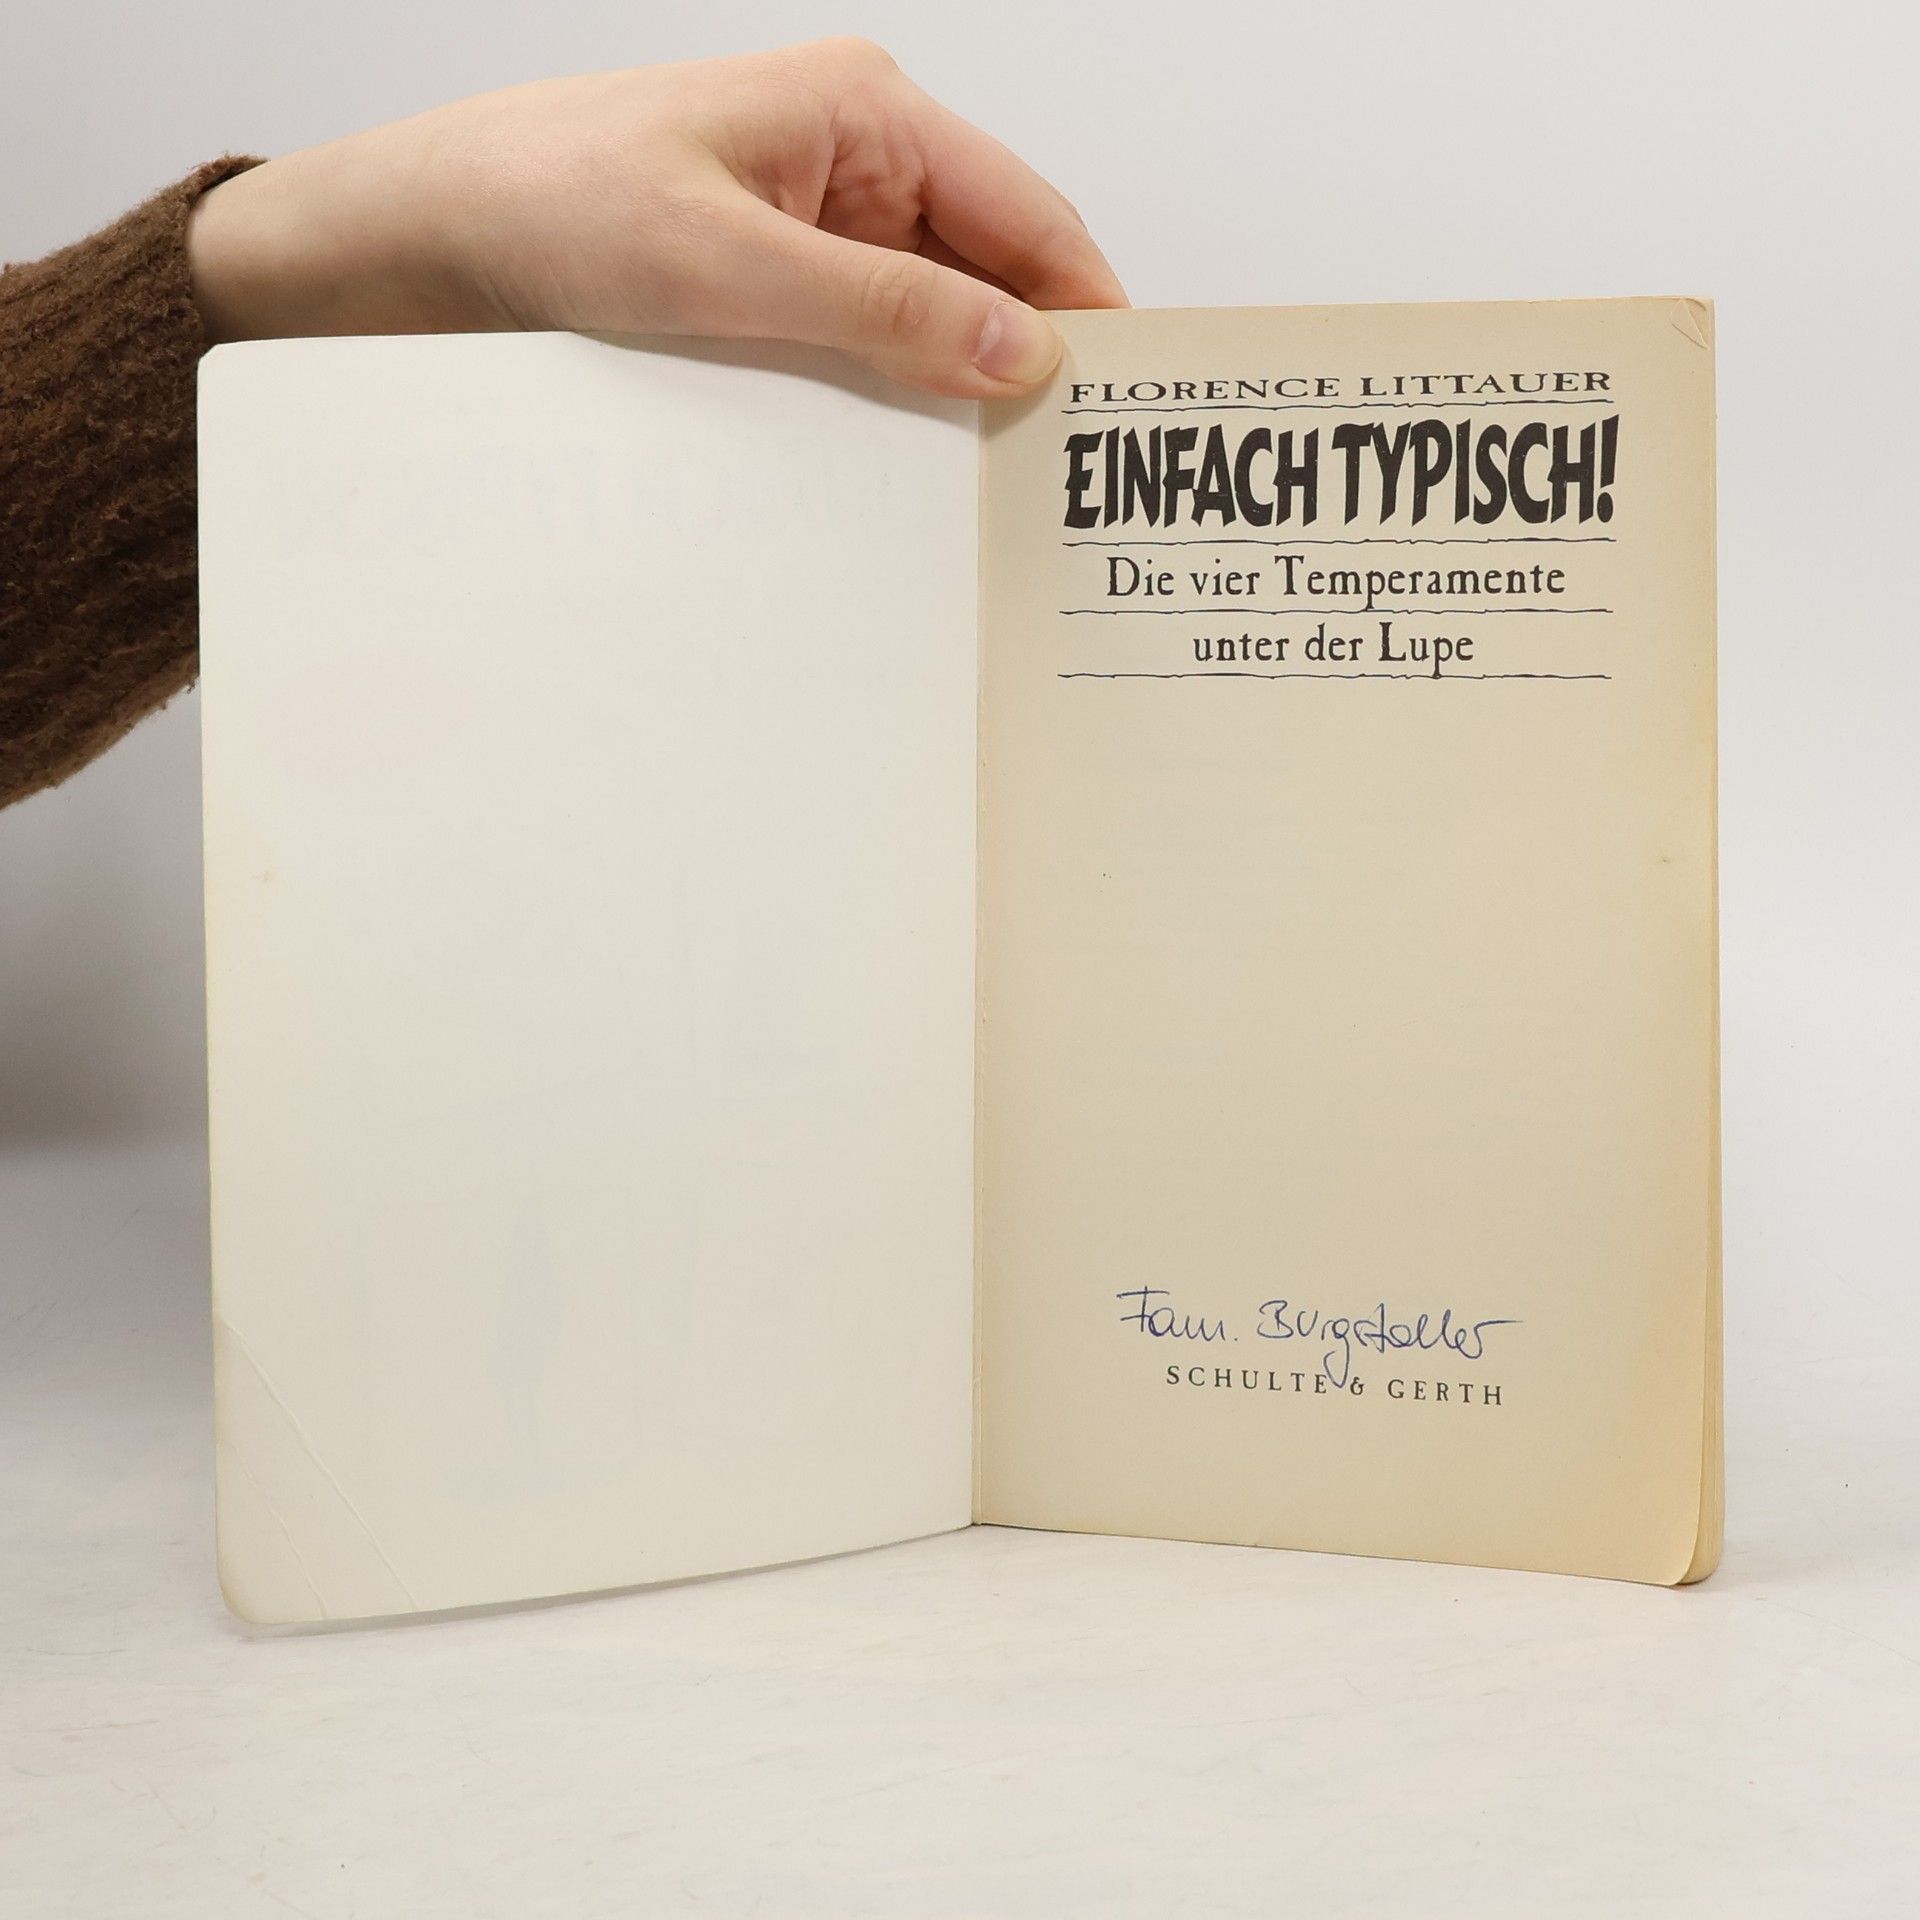 FLORENCE LITTAUER
EINFACH TYPISCH!
Die vier Temperamente
unter der Lupe
Fam. Burgstaller
SCHULTE & GERTH